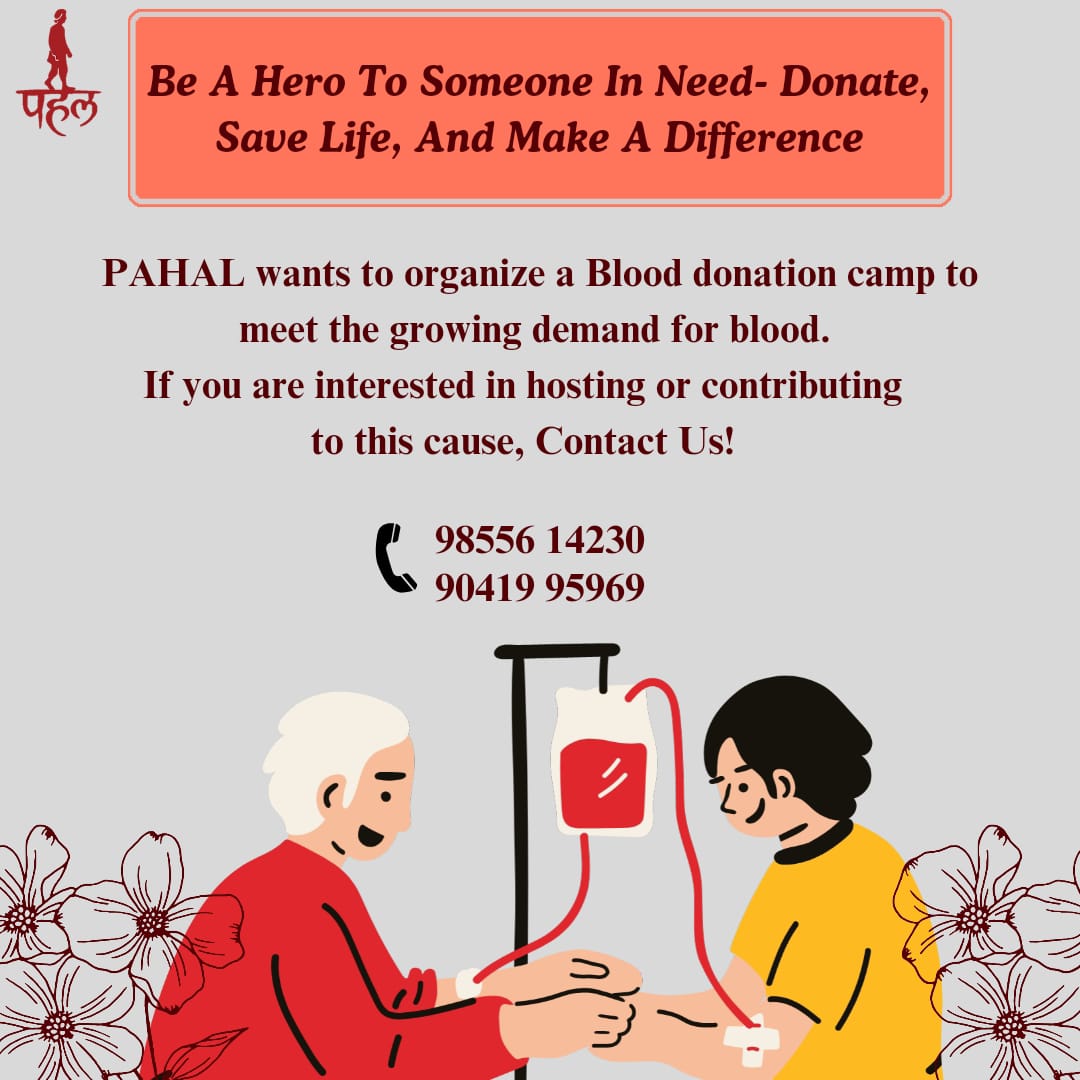 पहल
Be A Hero To Someone In Need- Donate,
Save Life, And Make A Difference
PAHAL wants to organize a Blood donation camp to
meet the growing demand for blood.
If you are interested in hosting or contributing
to this cause, Contact Us!
98556 14230
90419 95969